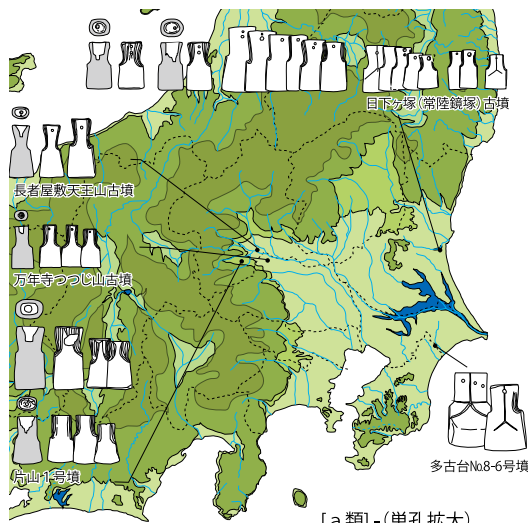 日下ヶ塚（常陸鏡塚）古墳
長者屋敷天王山古墳
万年寺つつじ山古墳
片山１号墳
多古台№8-6号墳
［ａ類］-（単孔拡大）